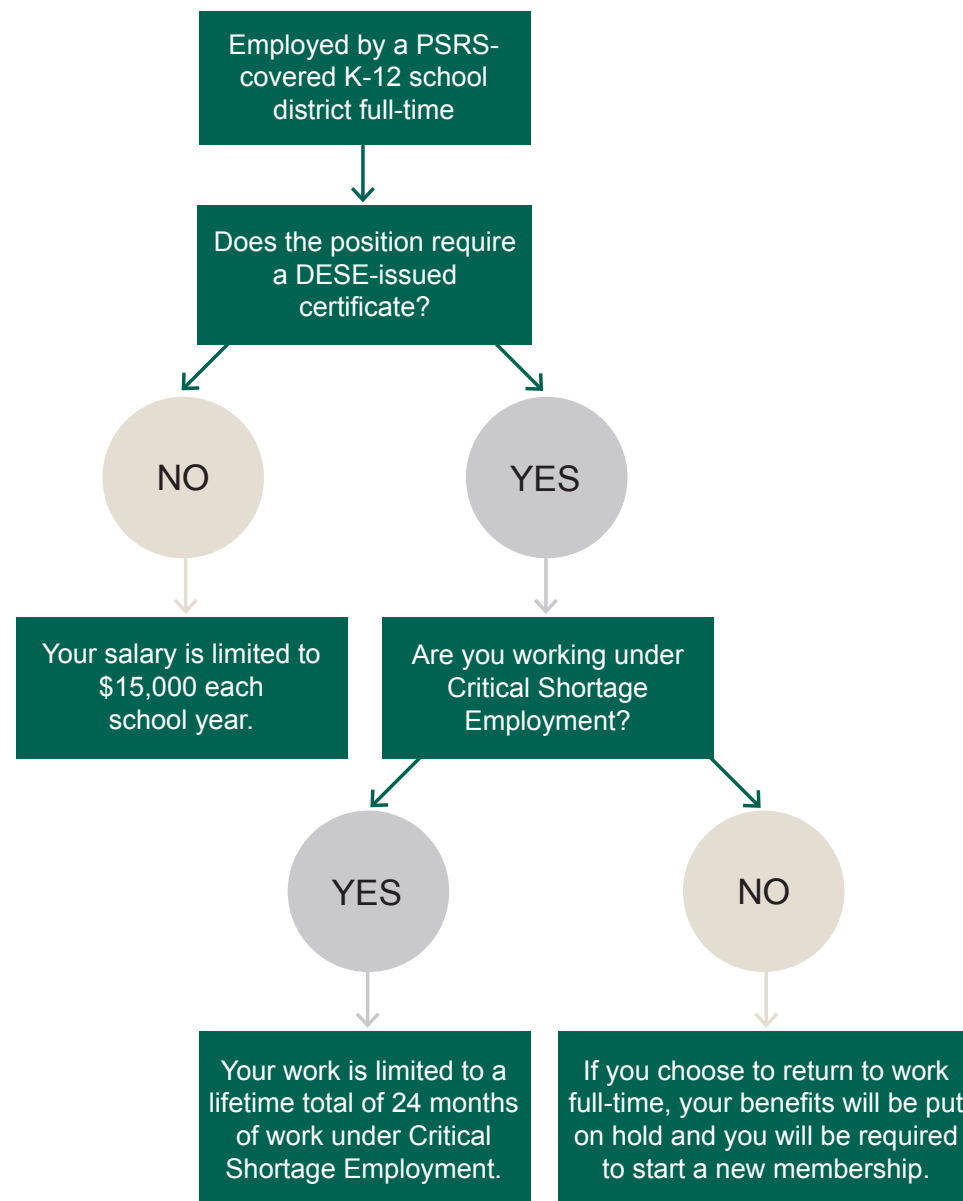 Employed by a PSRS-
covered K-12 school
district full-time
Does the position require
a DESE-issued
certificate?
NO
YES
Your salary is limited to
$15,000 each
school year.
Are you working under
Critical Shortage
Employment?
YES
NO
Your work is limited to a
lifetime total of 24 months
of work under Critical
Shortage Employment.
If you choose to return to work
full-time, your benefits will be put
on hold and you will be required
to start a new membership.